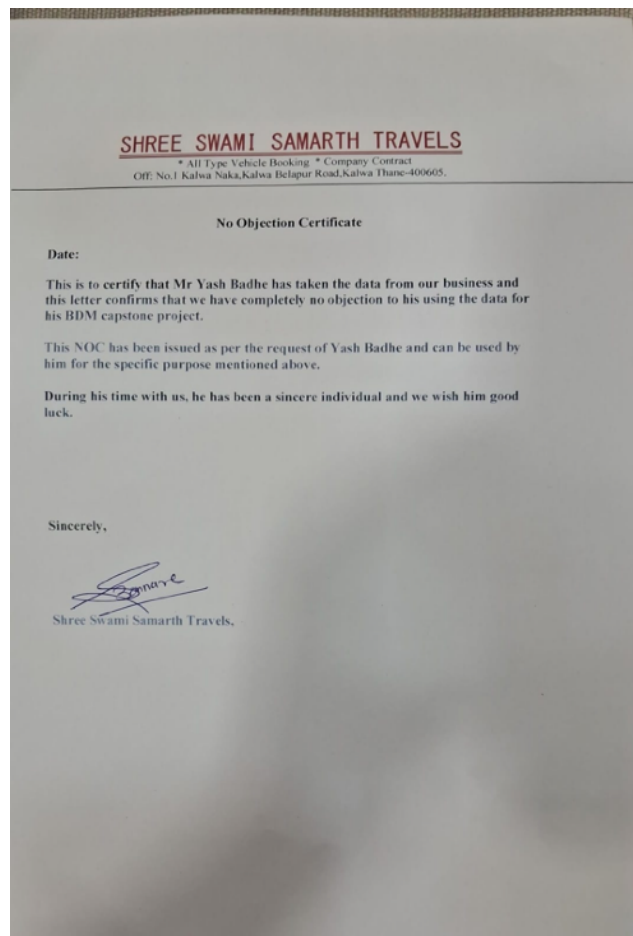 SHREE SWAMI SAMARTH TRAVELS
* All Type Vehicle Booking * Company Contract
Off: No.1 Kalwa Naka,Kalwa Belapur Road,Kalwa Thane-400605.
No Objection Certificate
Date:
This is to certify that Mr Yash Badhe has taken the data from our business and
this letter confirms that we have completely no objection to his using the data for
his BDM capstone project.
This NOC has been issued as per the request of Yash Badhe and can be used by
him for the specific purpose mentioned above.
During his time with us, he has been a sincere individual and we wish him good
luck.
Sincerely,
Shree Swami Samarth Travels,